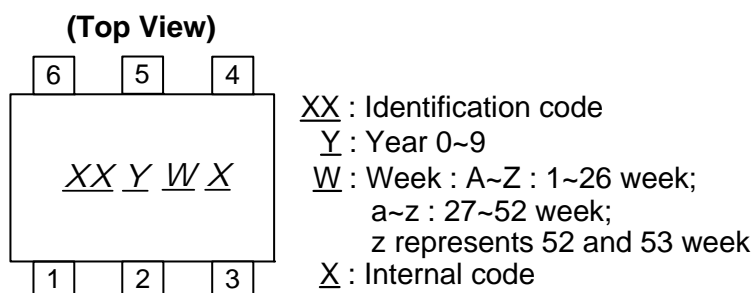 (Top View)
6 5 4
XX Y W X
1 2 3
XX : Identification code
Y : Year 0~9
W : Week : A~Z : 1~26 week;
a~z : 27~52 week;
z represents 52 and 53 week
X : Internal code